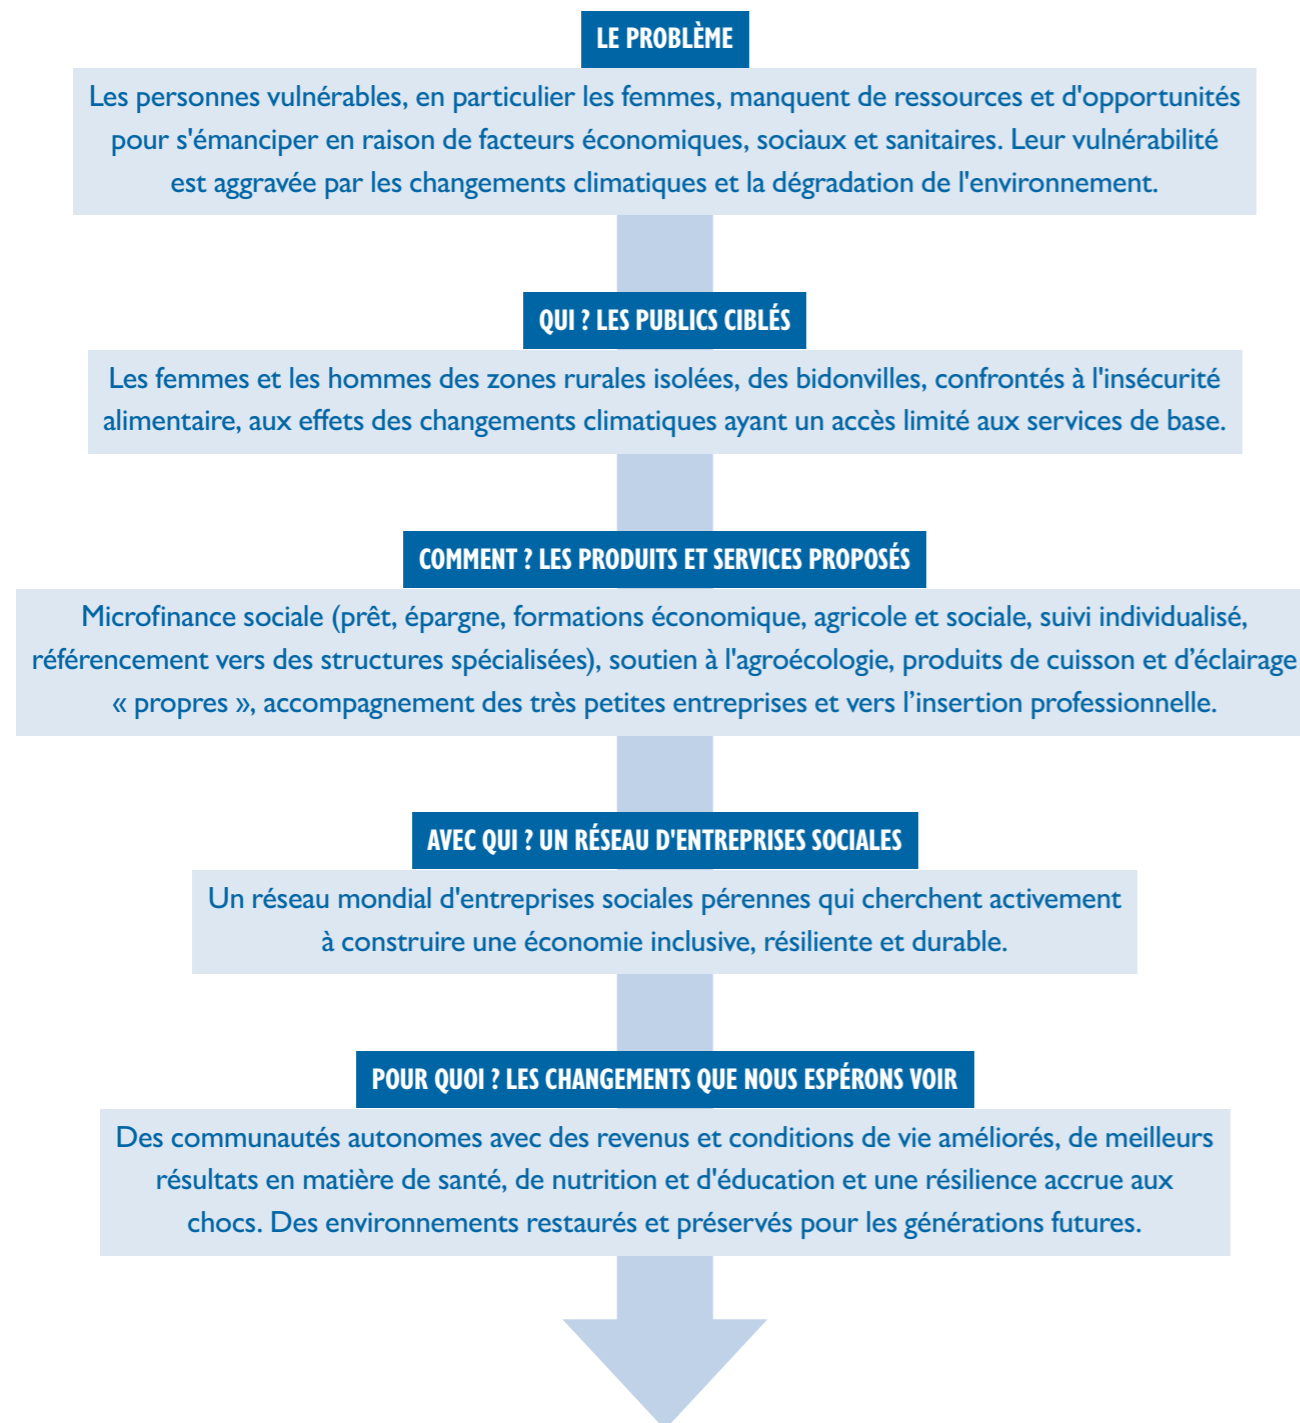 LE PROBLÈME
Les personnes vulnérables, en particulier les femmes, manquent de ressources et d'opportunités
pour s'émanciper en raison de facteurs économiques, sociaux et sanitaires. Leur vulnérabilité
est aggravée par les changements climatiques et la dégradation de l'environnement.
QUI ? LES PUBLICS CIBLÉS
Les femmes et les hommes des zones rurales isolées, des bidonvilles, confrontés à l'insécurité
alimentaire, aux effets des changements climatiques ayant un accès limité aux services de base.
COMMENT ? LES PRODUITS ET SERVICES PROPOSÉS
Microfinance sociale (prêt, épargne, formations économique, agricole et sociale, suivi individualisé,
référencement vers des structures spécialisées), soutien à l'agroécologie, produits de cuisson et d’éclairage
« propres », accompagnement des très petites entreprises et vers l’insertion professionnelle.
AVEC QUI ? UN RÉSEAU D'ENTREPRISES SOCIALES
Un réseau mondial d'entreprises sociales pérennes qui cherchent activement
à construire une économie inclusive, résiliente et durable.
POUR QUOI ? LES CHANGEMENTS QUE NOUS ESPÉRONS VOIR
Des communautés autonomes avec des revenus et conditions de vie améliorés, de meilleurs
résultats en matière de santé, de nutrition et d'éducation et une résilience accrue aux
chocs. Des environnements restaurés et préservés pour les générations futures.